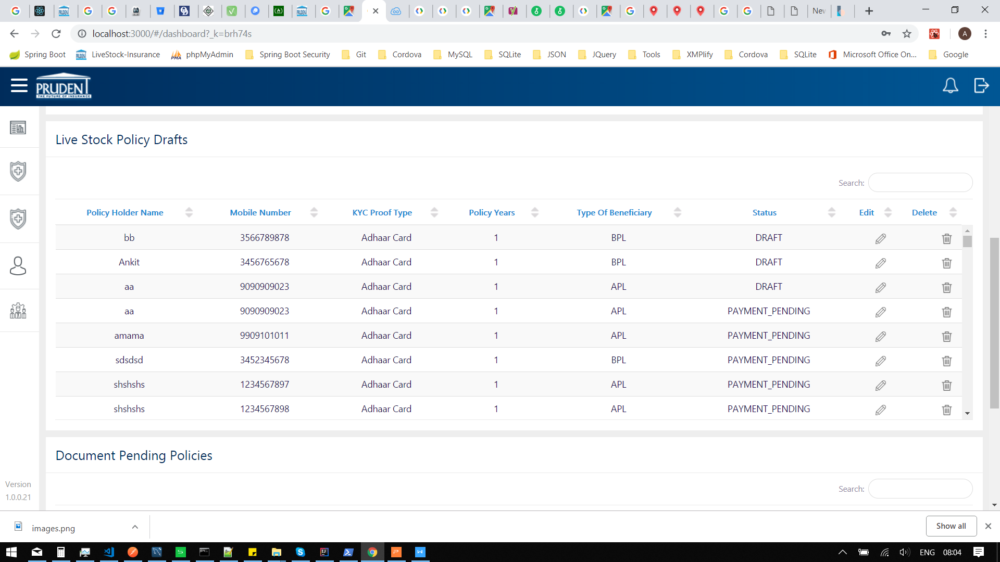 New
localhost:3000/#/dashboard?_k=brh74s
A
Spring Boot LiveStock-Insurance phpMyAdmin Spring Boot Security Git Cordova MySQL SQLite JSON JQuery Tools XMPlify Cordova SQLite Microsoft Office On... Google
PRUDENT
THE FUTURE OF INSURANCE
Live Stock Policy Drafts
Search:
Policy Holder Name Mobile Number KYC Proof Type Policy Years Type Of Beneficiary Status Edit Delete
bb 3566789878 Adhaar Card 1 BPL DRAFT
Ankit 3456765678 Adhaar Card 1 BPL DRAFT
aa 9090909023 Adhaar Card 1 APL DRAFT
aa 9090909023 Adhaar Card 1 APL PAYMENT_PENDING
amama 9909101011 Adhaar Card 1 APL PAYMENT_PENDING
sdsdsd 3452345678 Adhaar Card 1 BPL PAYMENT_PENDING
shshshs 1234567897 Adhaar Card 1 APL PAYMENT_PENDING
shshshs 1234567898 Adhaar Card 1 APL PAYMENT_PENDING
Document Pending Policies
Search:
Version
1.0.0.21
images.png
Show all
ENG 08:04